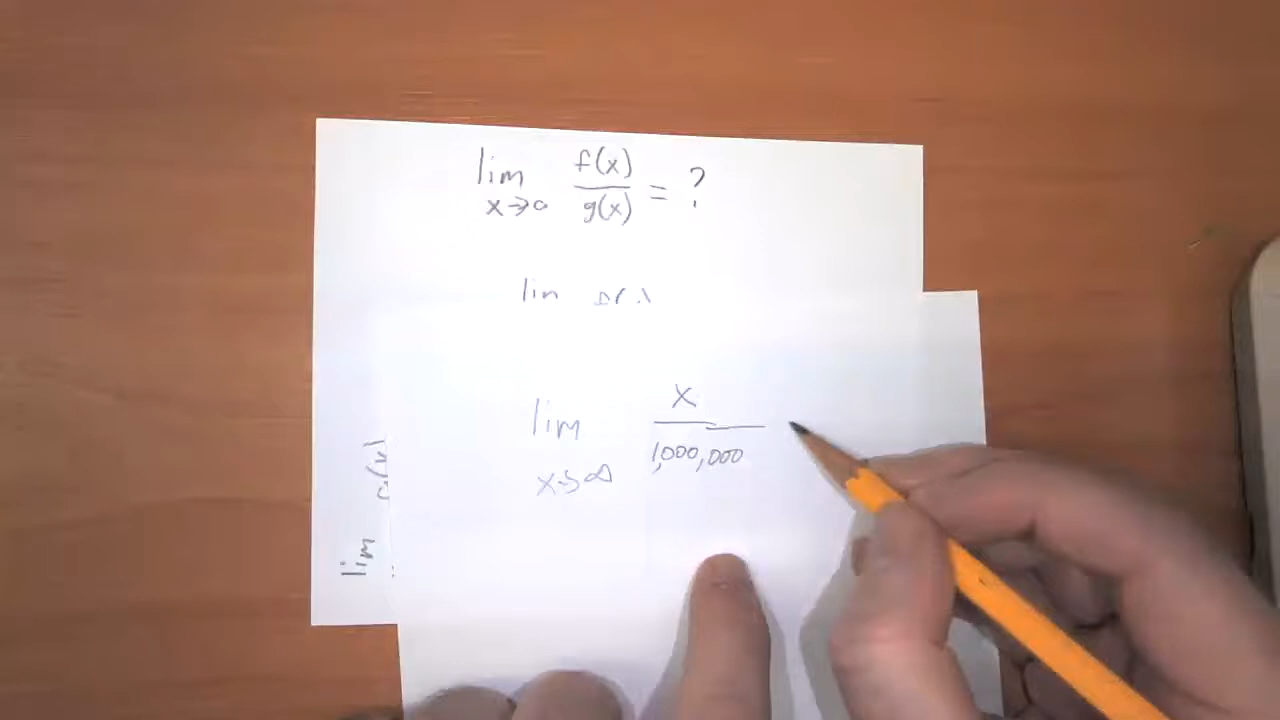 lim f(x)/g(x) = ?
x→a
lim
lim x/1,000,000
x→∞
lim